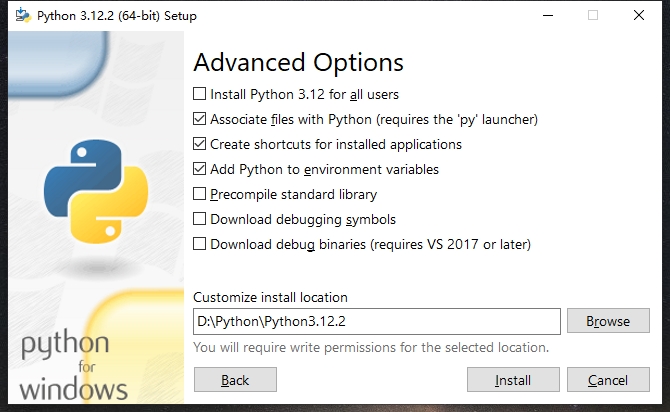 Python 3.12.2 (64-bit) Setup
Advanced Options
Install Python 3.12 for all users
Associate files with Python (requires the 'py' launcher)
Create shortcuts for installed applications
Add Python to environment variables
Precompile standard library
Download debugging symbols
Download debug binaries (requires VS 2017 or later)
Customize install location
D:\Python\Python3.12.2
Browse
You will require write permissions for the selected location.
python
for
windows
Back
Install
Cancel